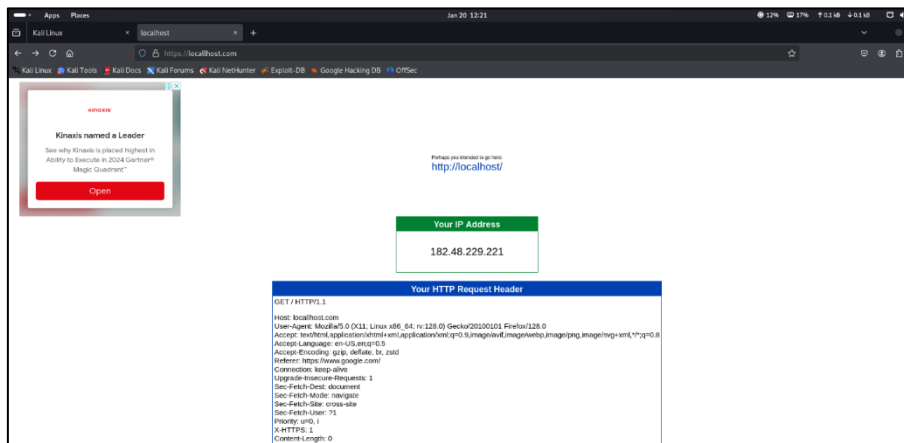 Apps Places
Jan 20 12:21
12% 17% ↑0.1 kB ↓0.1 kB
Kali Linux × localhost × +
https://locallhost.com
Kali Linux Kali Tools Kali Docs Kali Forums Kali NetHunter Exploit-DB Google Hacking DB OffSec
KINAXIS
Kinaxis named a Leader
See why Kinaxis is placed highest in
Ability to Execute in 2024 Gartner®
Magic Quadrant™
Open
Perhaps you intended to go here:
http://localhost/
Your IP Address
182.48.229.221
Your HTTP Request Header
GET / HTTP/1.1
Host: locallhost.com
User-Agent: Mozilla/5.0 (X11; Linux x86_64; rv:128.0) Gecko/20100101 Firefox/128.0
Accept: text/html,application/xhtml+xml,application/xml;q=0.9,image/avif,image/webp,image/png,image/svg+xml,*/*;q=0.8
Accept-Language: en-US,en;q=0.5
Accept-Encoding: gzip, deflate, br, zstd
Referer: https://www.google.com/
Connection: keep-alive
Upgrade-Insecure-Requests: 1
Sec-Fetch-Dest: document
Sec-Fetch-Mode: navigate
Sec-Fetch-Site: cross-site
Sec-Fetch-User: ?1
Priority: u=0, i
X-HTTPS: 1
Content-Length: 0